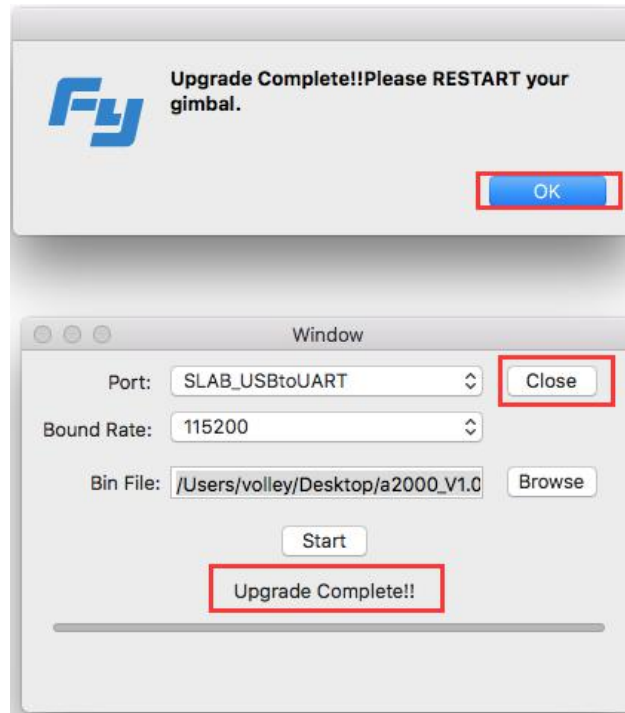 Fy
Upgrade Complete!!Please RESTART your
gimbal.
OK
Window
Port: SLAB_USBtoUART Close
Bound Rate: 115200
Bin File: /Users/volley/Desktop/a2000_V1.0 Browse
Start
Upgrade Complete!!